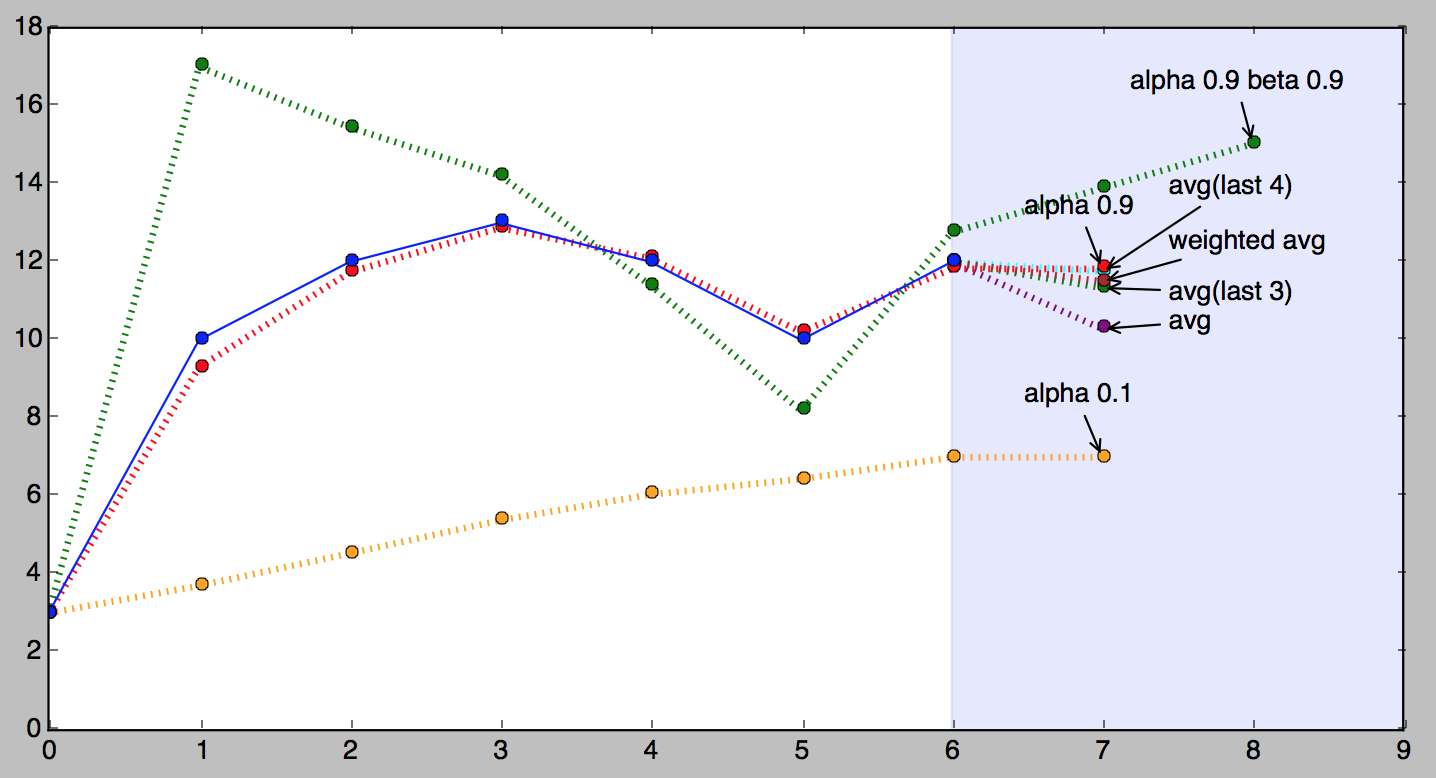 18
16
14
12
10
8
6
4
2
0
alpha 0.9 beta 0.9
avg(last 4)
alpha 0.9
weighted avg
avg(last 3)
avg
alpha 0.1
0 1 2 3 4 5 6 7 8 9